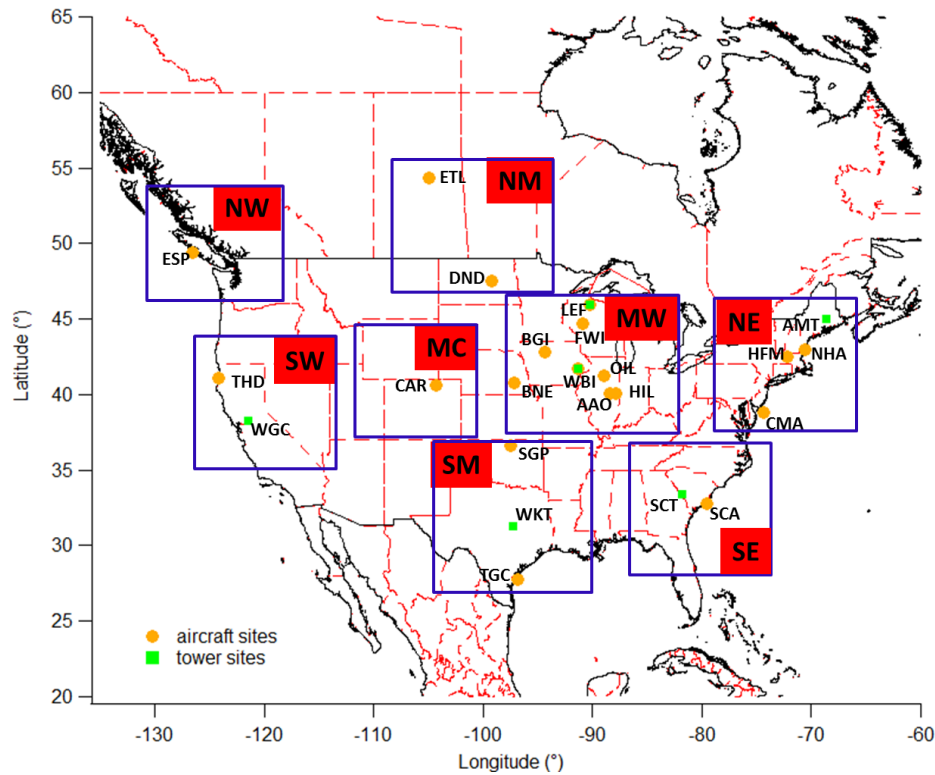 65
60
55
50
45
40
35
30
25
20
Latitude (°)
ETL
NM
NW
ESP
DND
LEF
MW
NE
AMT
FWI
BGI
SW
MC
HFM
NHA
THD
CAR
WBI
OIL
BNE
AAO
HIL
CMA
WGC
SGP
SM
SCT
SCA
WKT
SE
TGC
aircraft sites
tower sites
-130
-120
-110
-100
-90
-80
-70
-60
Longitude (°)